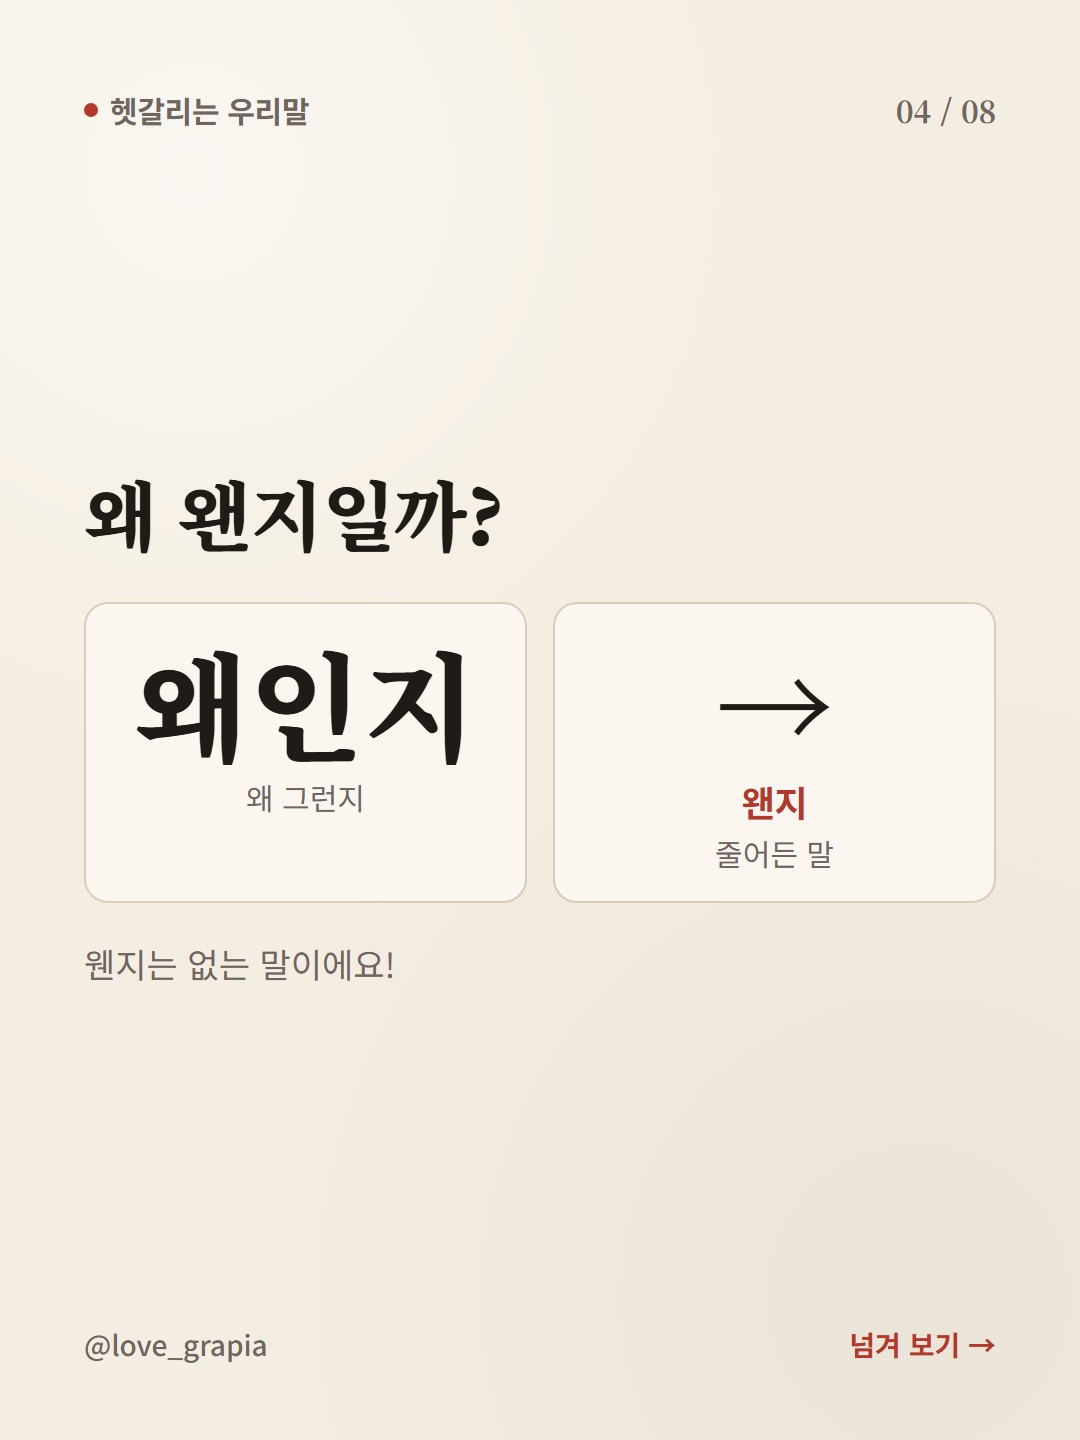 헷갈리는 우리말
04 / 08
왜 왠지일까?
왜인지
왜 그런지
→
왠지
줄어든 말
웬지는 없는 말이에요!
@love_grapia
넘겨 보기 →